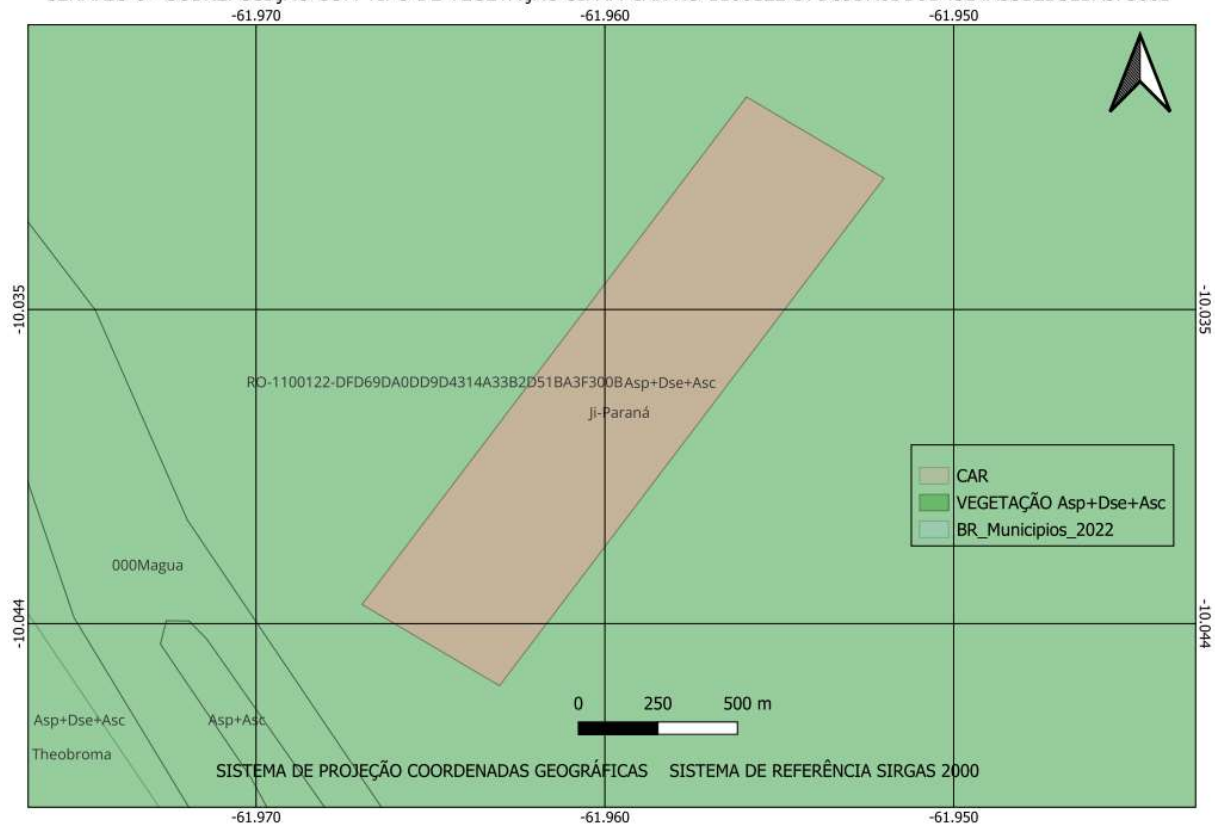 -61.970
-61.960
-61.950
-10.035
-10.035
RO-1100122-DFD69DA0DD9D4314A33B2D51BA3F300B Asp+Dse+Asc
Ji-Paraná
CAR
VEGETAÇÃO Asp+Dse+Asc
BR_Municipios_2022
000Magua
-10.044
-10.044
0 250 500 m
Asp+Dse+Asc
Asp+Asc
Theobroma
SISTEMA DE PROJEÇÃO COORDENADAS GEOGRÁFICAS SISTEMA DE REFERÊNCIA SIRGAS 2000
-61.970
-61.960
-61.950